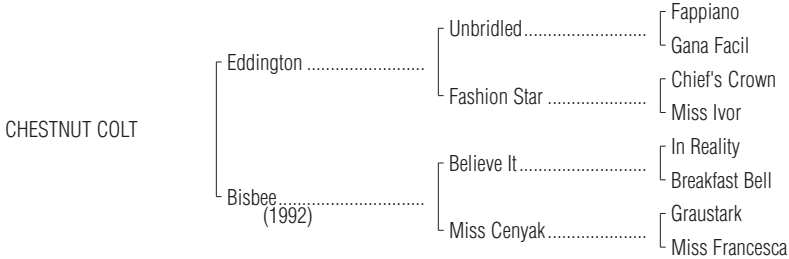 Fappiano
Unbridled..........................
Gana Facil
Eddington .........................
Chief's Crown
Fashion Star .....................
Miss Ivor
CHESTNUT COLT
In Reality
Believe It...........................
Breakfast Bell
Bisbee...............................
(1992)
Graustark
Miss Cenyak.....................
Miss Francesca